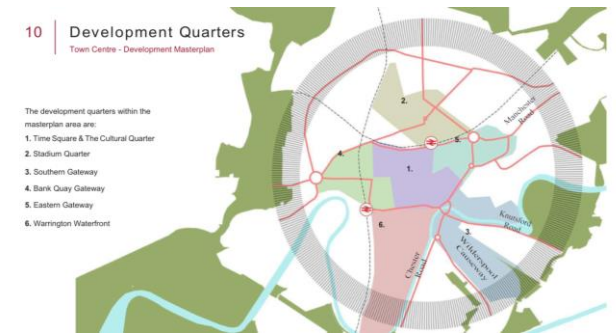 10
Development Quarters
Town Centre - Development Masterplan
The development quarters within the
masterplan area are:
1. Time Square & The Cultural Quarter
2. Stadium Quarter
3. Southern Gateway
4. Bank Quay Gateway
5. Eastern Gateway
6. Warrington Waterfront
2.
Manchester
Road
5.
4.
1.
6.
3.
Knutsford
Road
Wilderspool
Causeway
Chester
Road